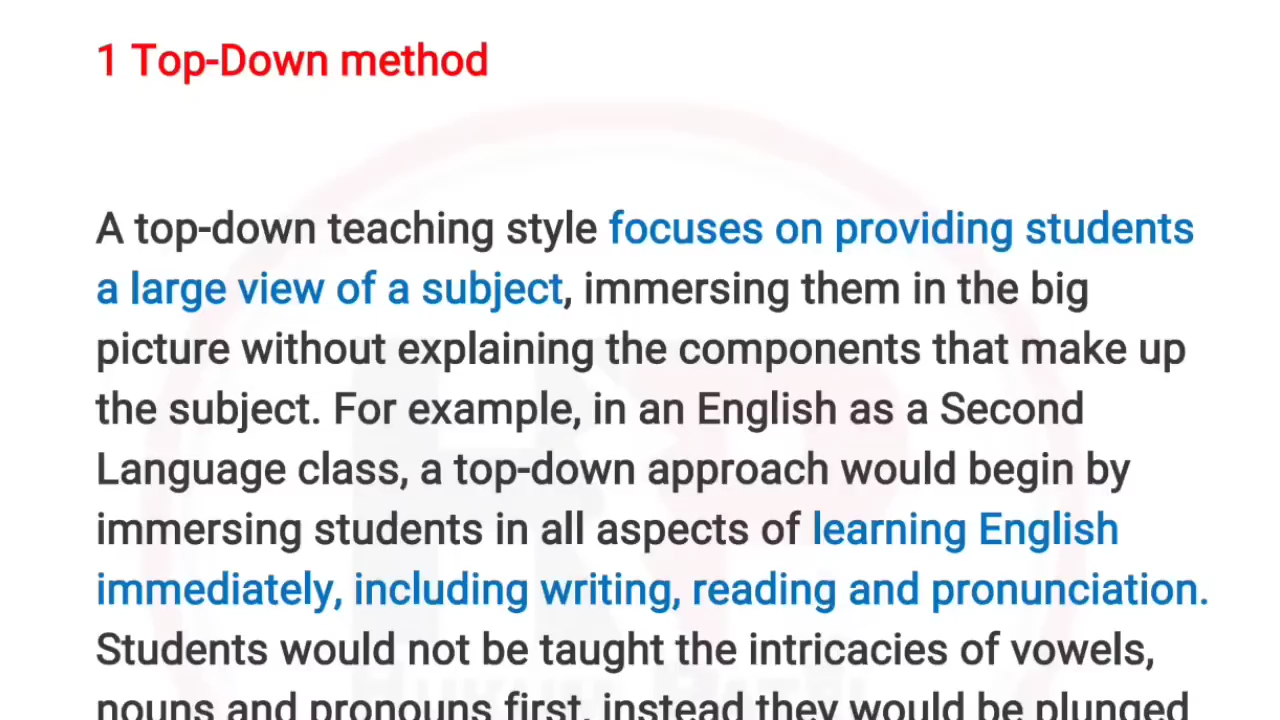 1 Top-Down method
A top-down teaching style focuses on providing students
a large view of a subject, immersing them in the big
picture without explaining the components that make up
the subject. For example, in an English as a Second
Language class, a top-down approach would begin by
immersing students in all aspects of learning English
immediately, including writing, reading and pronunciation.
Students would not be taught the intricacies of vowels,
nouns and pronouns first, instead they would be plunged